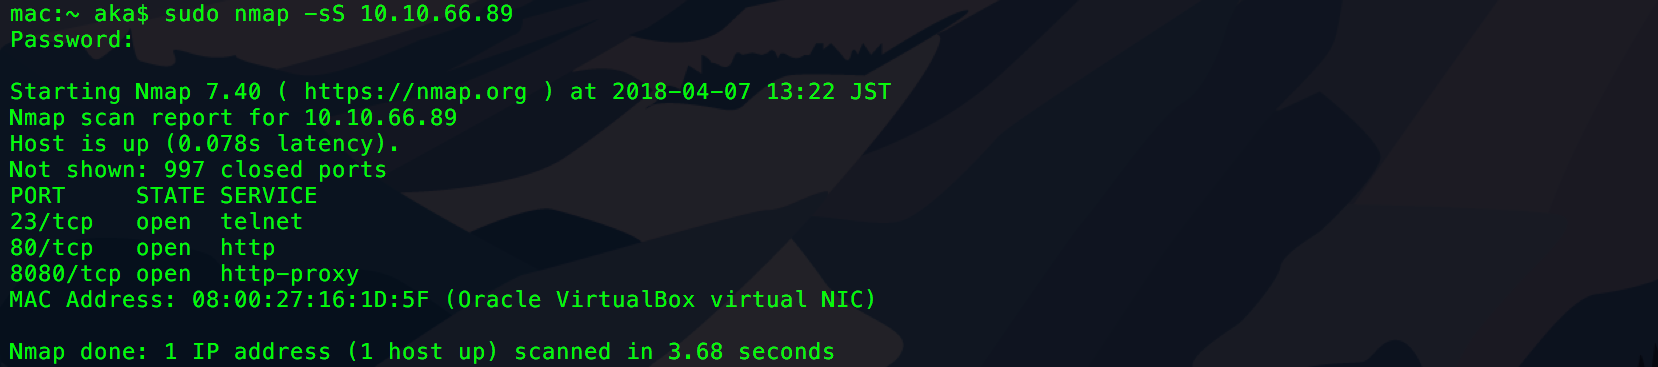 mac:~ aka$ sudo nmap -sS 10.10.66.89
Password:
Starting Nmap 7.40 ( https://nmap.org ) at 2018-04-07 13:22 JST
Nmap scan report for 10.10.66.89
Host is up (0.078s latency).
Not shown: 997 closed ports
PORT     STATE SERVICE
23/tcp   open  telnet
80/tcp   open  http
8080/tcp open  http-proxy
MAC Address: 08:00:27:16:1D:5F (Oracle VirtualBox virtual NIC)
Nmap done: 1 IP address (1 host up) scanned in 3.68 seconds